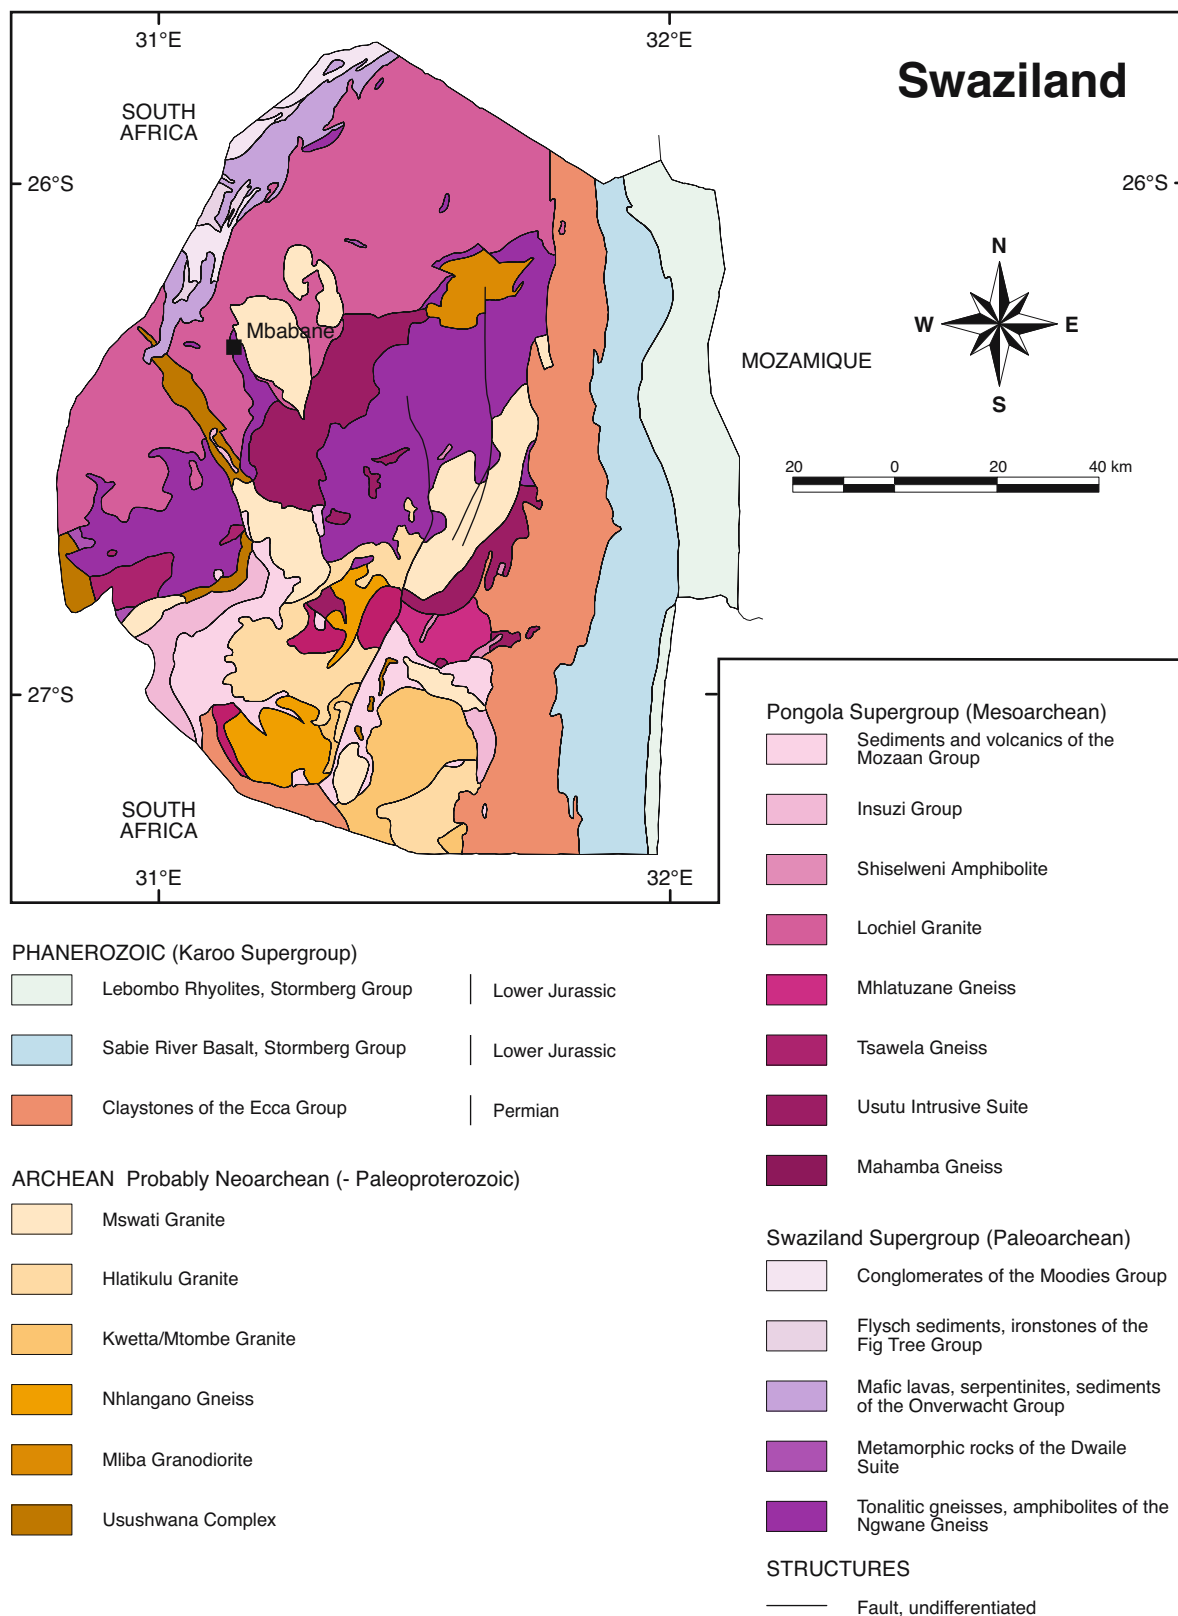 31°E
32°E
Swaziland
SOUTH
AFRICA
26°S
26°S
N
W
E
S
Mbabane
MOZAMIQUE
20
0
20
40 km
27°S
SOUTH
AFRICA
31°E
32°E
Pongola Supergroup (Mesoarchean)
Sediments and volcanics of the
Mozaan Group
Insuzi Group
Shiselweni Amphibolite
Lochiel Granite
Mhlatuzane Gneiss
Tsawela Gneiss
Usutu Intrusive Suite
Mahamba Gneiss
Swaziland Supergroup (Paleoarchean)
Conglomerates of the Moodies Group
Flysch sediments, ironstones of the
Fig Tree Group
Mafic lavas, serpentinites, sediments
of the Onverwacht Group
Metamorphic rocks of the Dwaile
Suite
Tonalitic gneisses, amphibolites of the
Ngwane Gneiss
STRUCTURES
Fault, undifferentiated
PHANEROZOIC (Karoo Supergroup)
Lebombo Rhyolites, Stormberg Group
Lower Jurassic
Sabie River Basalt, Stormberg Group
Lower Jurassic
Claystones of the Ecca Group
Permian
ARCHEAN Probably Neoarchean (- Paleoproterozoic)
Mswati Granite
Hlatikulu Granite
Kwetta/Mtombe Granite
Nhlangano Gneiss
Mliba Granodiorite
Usushwana Complex